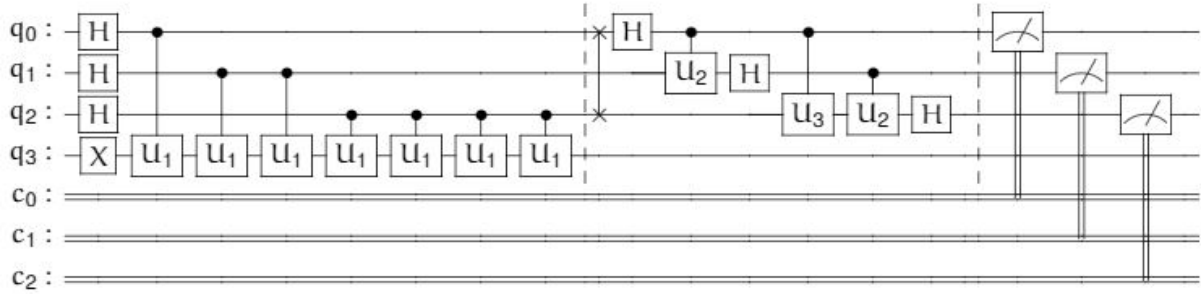 q₀ : H H
q₁ : H U₂ H
q₂ : H U₃ U₂ H
q₃ : X U₁ U₁ U₁ U₁ U₁ U₁ U₁
c₀ :
c₁ :
c₂ :